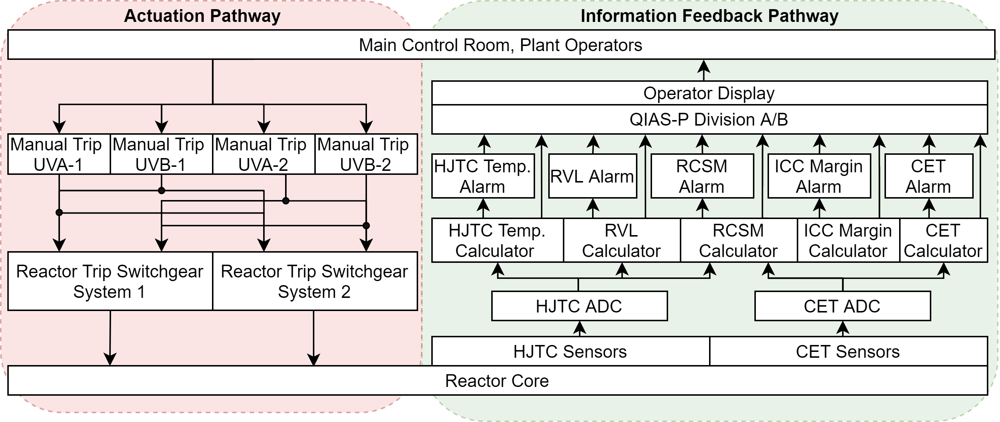 Actuation Pathway
Information Feedback Pathway
Main Control Room, Plant Operators
Operator Display
QIAS-P Division A/B
Manual Trip
UVA-1
Manual Trip
UVB-1
Manual Trip
UVA-2
Manual Trip
UVB-2
HJTC Temp.
Alarm
RVL Alarm
RCSM
Alarm
ICC Margin
Alarm
CET
Alarm
HJTC Temp.
Calculator
RVL
Calculator
RCSM
Calculator
ICC Margin
Calculator
CET
Calculator
Reactor Trip Switchgear
System 1
Reactor Trip Switchgear
System 2
HJTC ADC
CET ADC
HJTC Sensors
CET Sensors
Reactor Core